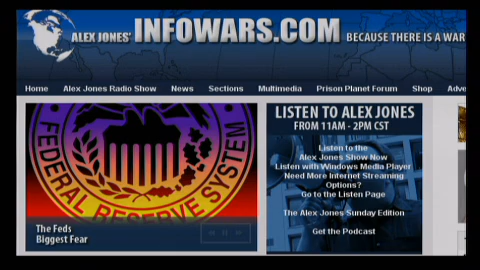 ALEX JONES' INFOWARS.COM BECAUSE THERE IS A WAR
Home Alex Jones Radio Show News Sections Multimedia Prison Planet Forum Shop Adve
FEDERAL RESERVE SYSTEM
The Feds
Biggest Fear
LISTEN TO ALEX JONES
FROM 11AM - 2PM CST
Listen to the
Alex Jones Show Now
Listen with Windows Media Player
Need More Internet Streaming
Options?
Go to the Listen Page
The Alex Jones Sunday Edition
Get the Podcast